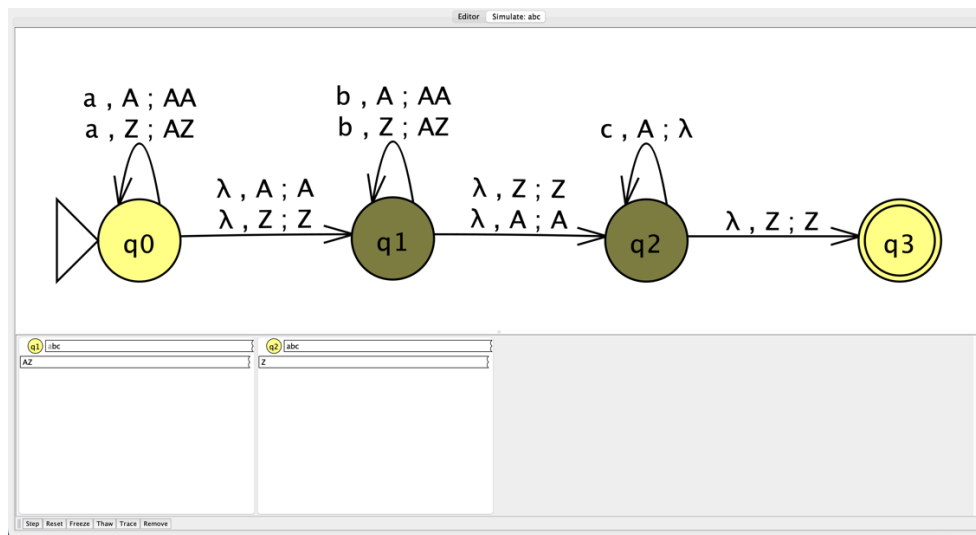 Editor Simulate: abc
a , A ; AA
a , Z ; AZ
b , A ; AA
b , Z ; AZ
c , A ; λ
λ , A ; A
λ , Z ; Z
λ , Z ; Z
λ , A ; A
λ , Z ; Z
q0
q1
q2
q3
q1 abc
AZ
q2 abc
Z
Step Reset Freeze Thaw Trace Remove